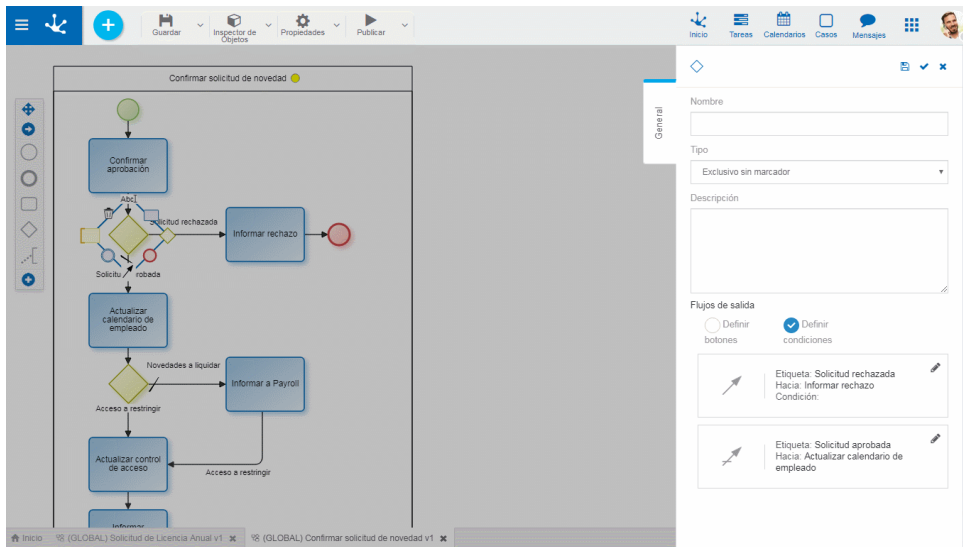 Guardar
Inspector de
Objetos
Propiedades
Publicar
Inicio
Tareas
Calendarios
Casos
Mensajes
Confirmar solicitud de novedad
Confirmar
aprobación
Abc
Solicitud rechazada
Informar rechazo
Solicitu
robada
Actualizar
calendario de
empleado
Novedades a liquidar
Informar a Payroll
Acceso a restringir
Actualizar control
de acceso
Acceso a restringir
Informar
General
Nombre
Tipo
Exclusivo sin marcador
Descripción
Flujos de salida
Definir
botones
Definir
condiciones
Etiqueta: Solicitud rechazada
Hacia: Informar rechazo
Condición:
Etiqueta: Solicitud aprobada
Hacia: Actualizar calendario de
empleado
Inicio
(GLOBAL) Solicitud de Licencia Anual v1
(GLOBAL) Confirmar solicitud de novedad v1